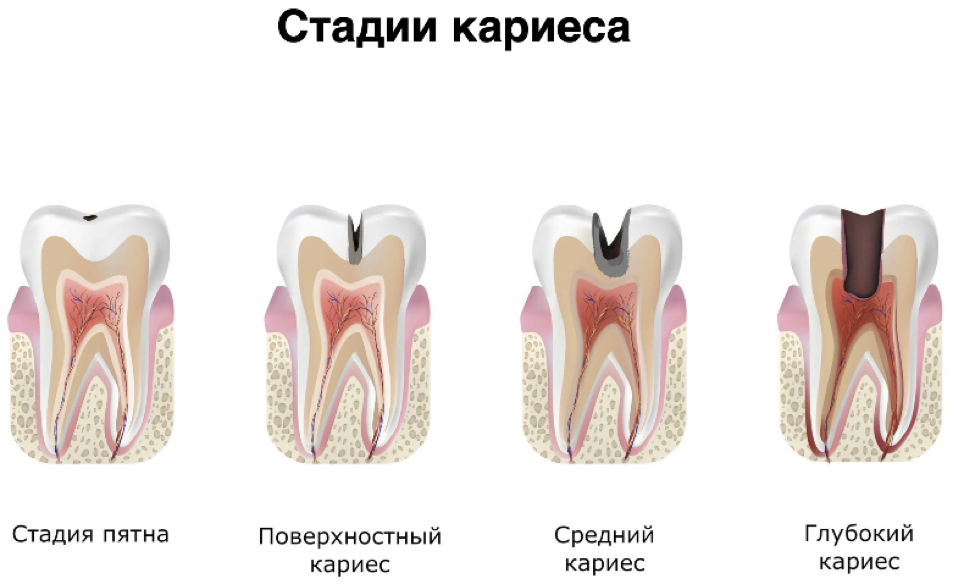 Стадии кариеса
Стадия пятна
Поверхностный
кариес
Средний
кариес
Глубокий
кариес